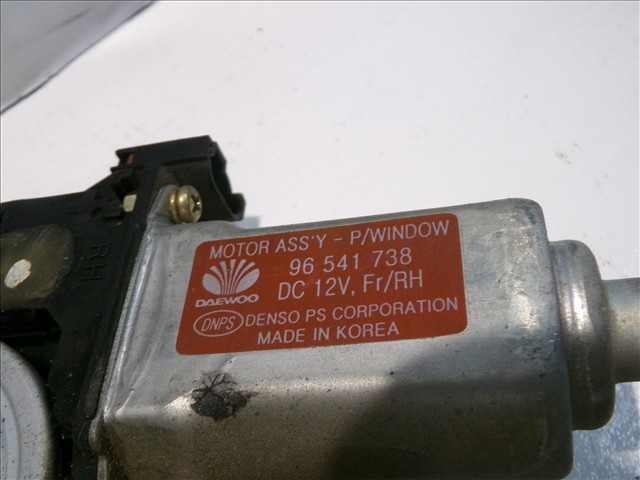 RH
MOTOR ASS'Y - P/WINDOW
96 541 738
DAEWOO
DC 12V, Fr/RH
DNPS DENSO PS CORPORATION
MADE IN KOREA